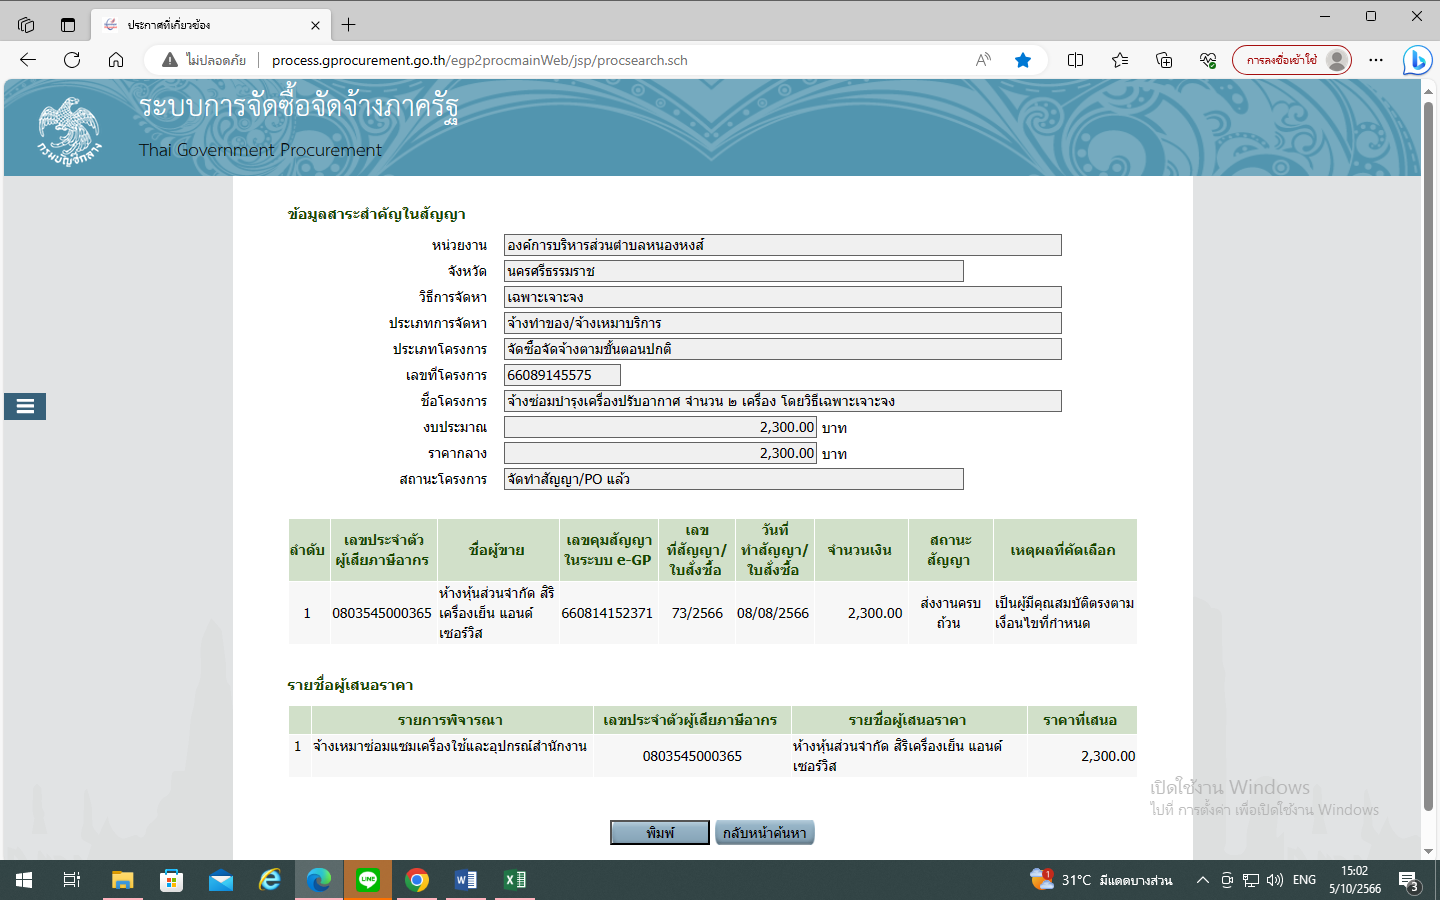 ประกาศที่เกี่ยวข้อง
ไม่ปลอดภัย
process.gprocurement.go.th/egp2procmainWeb/jsp/procsearch.sch
การลงชื่อเข้าใช้
ระบบการจัดซื้อจัดจ้างภาครัฐ
Thai Government Procurement
กรมบัญชีกลาง
ข้อมูลสาระสำคัญในสัญญา
หน่วยงาน องค์การบริหารส่วนตำบลหนองหงส์
จังหวัด นครศรีธรรมราช
วิธีการจัดหา เฉพาะเจาะจง
ประเภทการจัดหา จ้างทำของ/จ้างเหมาบริการ
ประเภทโครงการ จัดซื้อจัดจ้างตามขั้นตอนปกติ
เลขที่โครงการ 66089145575
ชื่อโครงการ จ้างซ่อมบำรุงเครื่องปรับอากาศ จำนวน ๒ เครื่อง โดยวิธีเฉพาะเจาะจง
งบประมาณ 2,300.00 บาท
ราคากลาง 2,300.00 บาท
สถานะโครงการ จัดทำสัญญา/PO แล้ว
ลำดับ เลขประจำตัวผู้เสียภาษีอากร ชื่อผู้ขาย เลขคุมสัญญาในระบบ e-GP เลขที่สัญญา/ใบสั่งซื้อ วันที่ทำสัญญา/ใบสั่งซื้อ จำนวนเงิน สถานะสัญญา เหตุผลที่คัดเลือก
1 0803545000365 ห้างหุ้นส่วนจำกัด สิริเครื่องเย็น แอนด์ เซอร์วิส 660814152371 73/2566 08/08/2566 2,300.00 ส่งงานครบถ้วน เป็นผู้มีคุณสมบัติตรงตามเงื่อนไขที่กำหนด
รายชื่อผู้เสนอราคา
รายการพิจารณา เลขประจำตัวผู้เสียภาษีอากร รายชื่อผู้เสนอราคา ราคาที่เสนอ
1 จ้างเหมาซ่อมแซมเครื่องใช้และอุปกรณ์สำนักงาน 0803545000365 ห้างหุ้นส่วนจำกัด สิริเครื่องเย็น แอนด์ เซอร์วิส 2,300.00
เปิดใช้งาน Windows
ไปที่ การตั้งค่า เพื่อเปิดใช้งาน Windows
พิมพ์ กลับหน้าค้นหา
1 31°C มีแดดบางส่วน ENG 15:02
5/10/2566 3